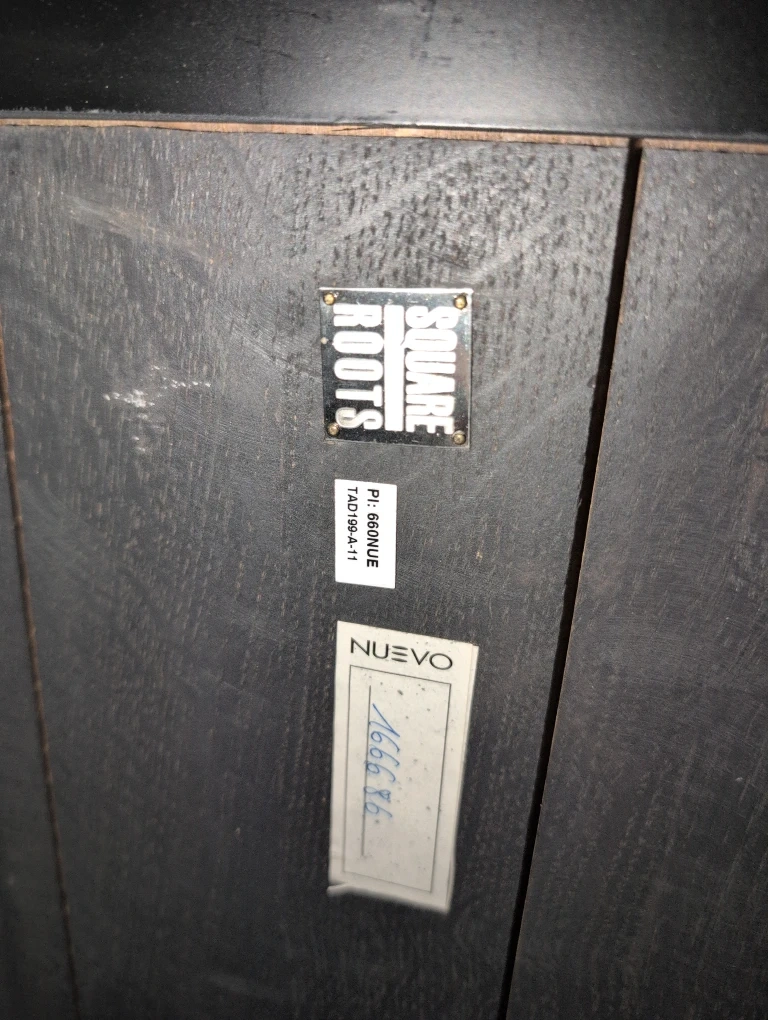 SQUARE
ROOTS
PI: 660NUE
TAD199-A-11
NUEVO
166686